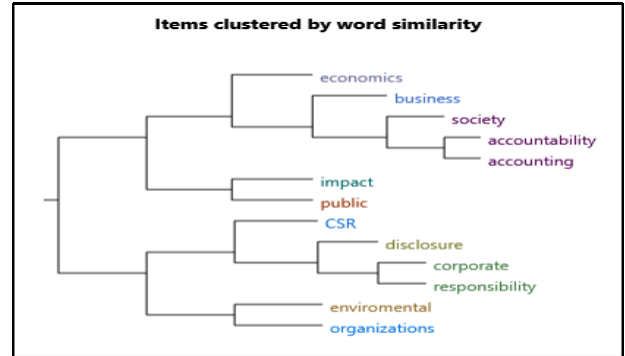 Items clustered by word similarity
economics
business
society
accountability
accounting
impact
public
CSR
disclosure
corporate
responsibility
enviromental
organizations